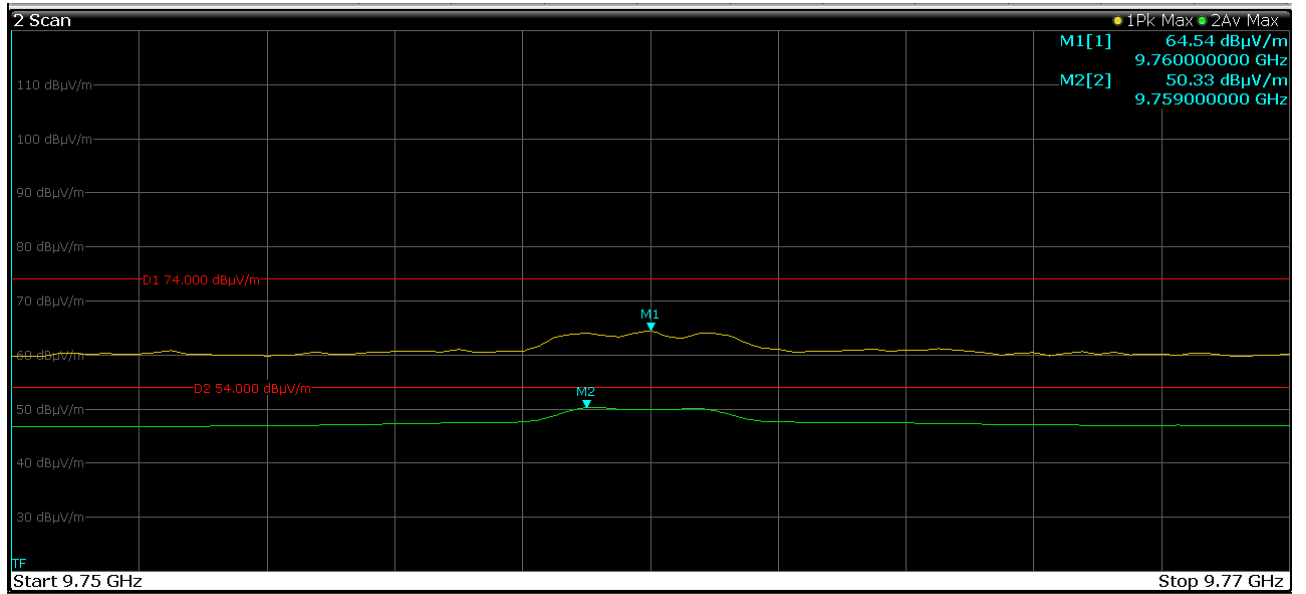 2 Scan
1Pk Max 2Av Max
M1[1] 64.54 dBµV/m
9.760000000 GHz
M2[2] 50.33 dBµV/m
9.759000000 GHz
110 dBµV/m
100 dBµV/m
90 dBµV/m
80 dBµV/m
D1 74.000 dBµV/m
70 dBµV/m
M1
60 dBµV/m
D2 54.000 dBµV/m
M2
50 dBµV/m
40 dBµV/m
30 dBµV/m
TF
Start 9.75 GHz
Stop 9.77 GHz